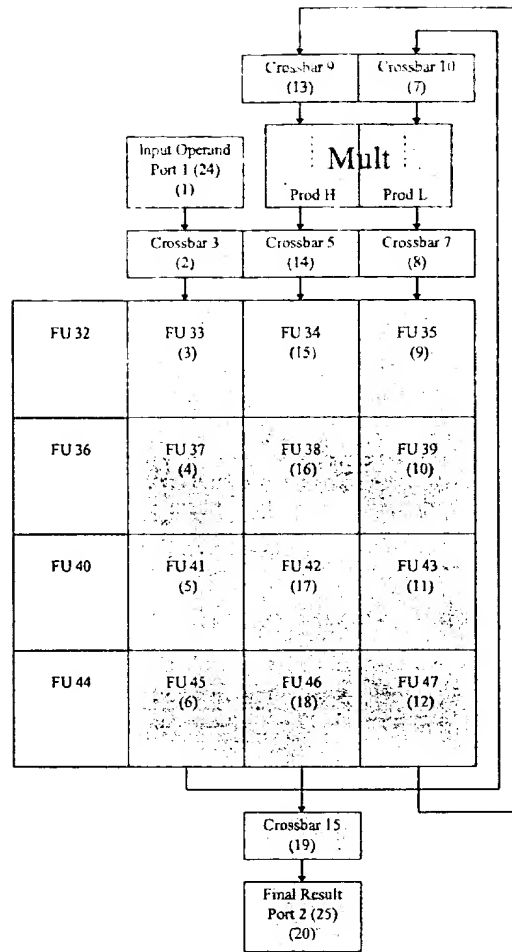 Crossbar 9 Crossbar 10
(13) (7)
Input Operand
Port 1 (24)
(1)
Mult
Prod H Prod L
Crossbar 3 Crossbar 5 Crossbar 7
(2) (14) (8)
FU 32 FU 33 FU 34 FU 35
(3) (15) (9)
FU 36 FU 37 FU 38 FU 39
(4) (16) (10)
FU 40 FU 41 FU 42 FU 43
(5) (17) (11)
FU 44 FU 45 FU 46 FU 47
(6) (18) (12)
Crossbar 15
(19)
Final Result
Port 2 (25)
(20)